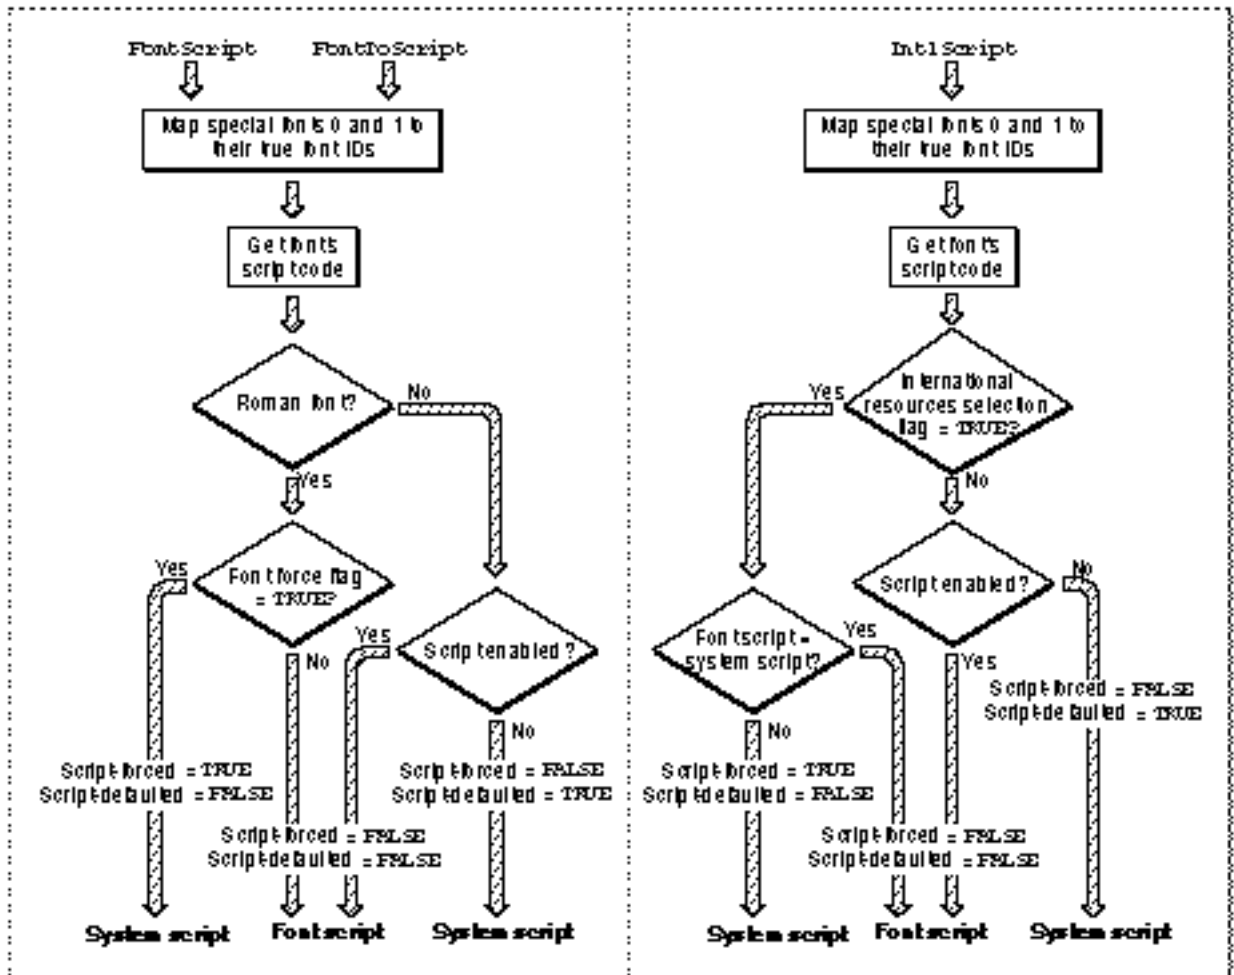 FontScript
FontToScript
Map special fonts 0 and 1 to
their true font IDs
Get font's
script code
Roman font?
No
Yes
Font force flag
= TRUE?
Yes
No
Script enabled?
Yes
No
Script-forced = TRUE
Script-defaulted = FALSE
Script-forced = FALSE
Script-defaulted = TRUE
Script-forced = FALSE
Script-defaulted = FALSE
System script
Font script
System script
Intl Script
Map special fonts 0 and 1 to
their true font IDs
Get font's
script code
International
resources selection
flag = TRUE?
Yes
No
Script enabled?
No
Yes
Font script =
system script?
Yes
No
Script-forced = FALSE
Script-defaulted = TRUE
Script-forced = TRUE
Script-defaulted = FALSE
Script-forced = FALSE
Script-defaulted = FALSE
System script
Font script
System script